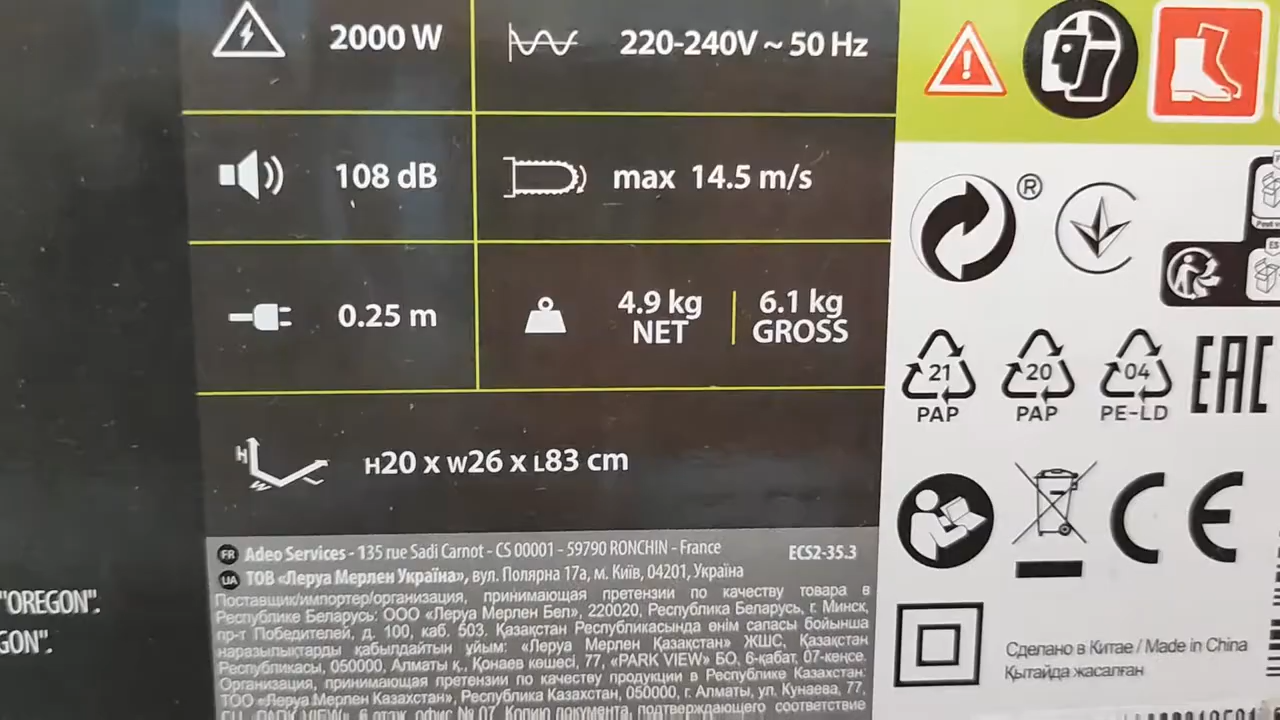 2000 W
220-240V ~ 50 Hz
108 dB
max 14.5 m/s
0.25 m
4.9 kg
NET
6.1 kg
GROSS
H
H20 x W26 x L83 cm
FR Adeo Services - 135 rue Sadi Carnot - CS 00001 - 59790 RONCHIN - France
ECS2-35.3
UA ТОВ «Леруа Мерлен Україна», вул. Полярна 17а, м. Київ, 04201, Україна
Поставщик/импортер/организация, принимающая претензии по качеству товара в
Республике Беларусь: ООО «Леруа Мерлен Бел», 220020, Республика Беларусь, г. Минск,
пр-т Победителей, д. 100, каб. 503. Қазақстан Республикасында өнім сапасы бойынша
наразылықтарды қабылдайтын ұйым: «Леруа Мерлен Қазақстан» ЖШС, Қазақстан
Республикасы, 050000, Алматы қ., Қонаев көшесі, 77, «PARK VIEW» БО, 6-қабат, 07-кеңсе.
Организация, принимающая претензии по качеству продукции в Республике Казахстан:
ТОО «Леруа Мерлен Казахстан», Республика Казахстан, 050000, г. Алматы, ул. Кунаева, 77,
"OREGON".
GON".
®
21
PAP
20
PAP
04
PE-LD
EAC
CE
Сделано в Китае / Made in China
Қытайда жасалған